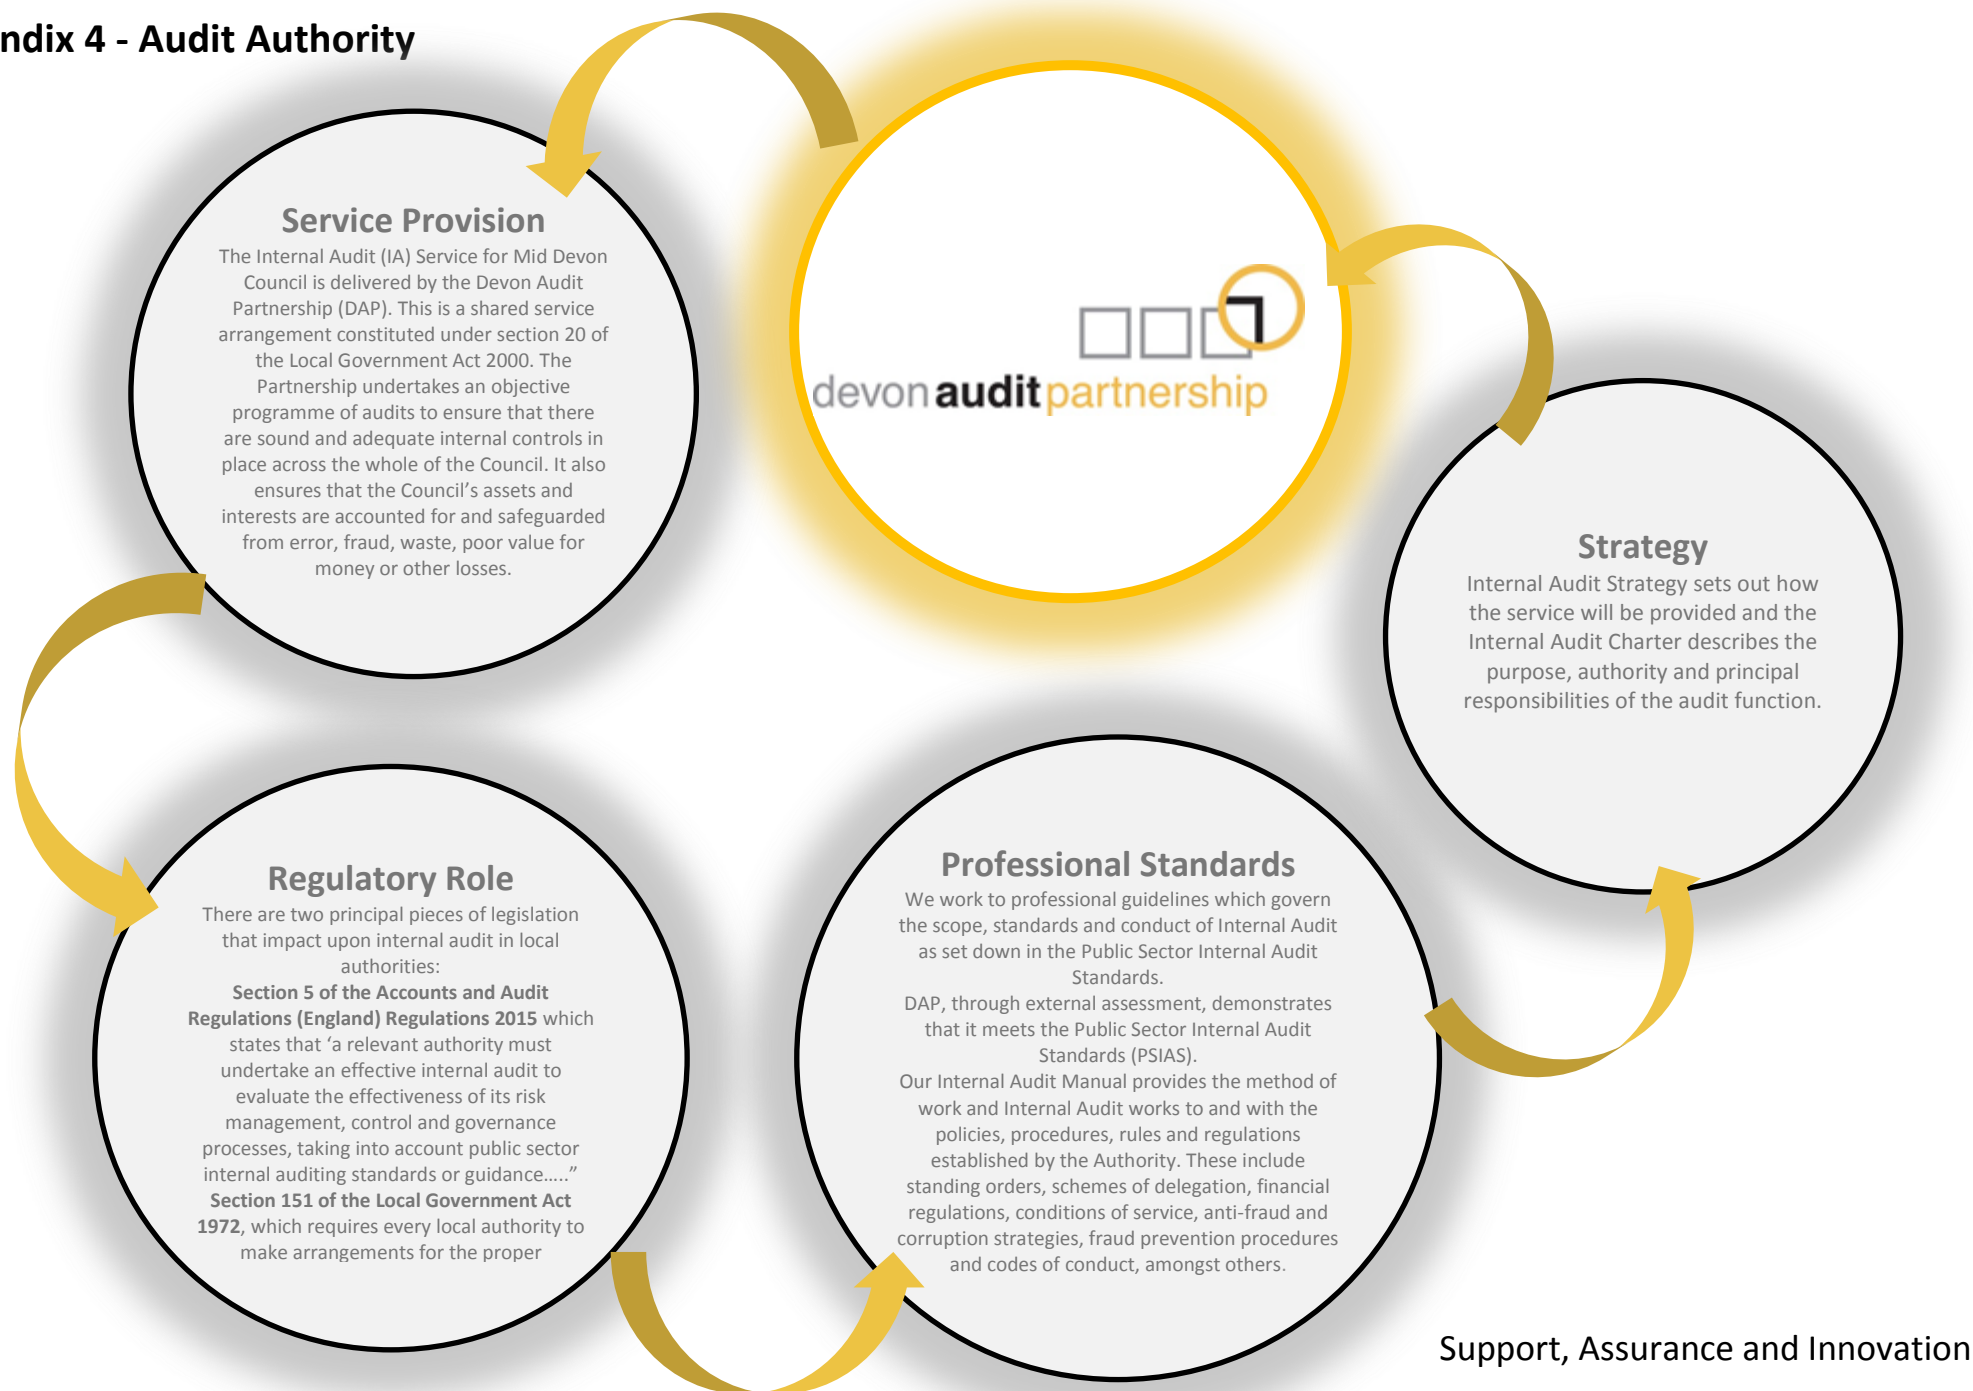 ndix 4 - Audit Authority
Service Provision
The Internal Audit (IA) Service for Mid Devon
Council is delivered by the Devon Audit
Partnership (DAP). This is a shared service
arrangement constituted under section 20 of
the Local Government Act 2000. The
Partnership undertakes an objective
programme of audits to ensure that there
are sound and adequate internal controls in
place across the whole of the Council. It also
ensures that the Council’s assets and
interests are accounted for and safeguarded
from error, fraud, waste, poor value for
money or other losses.
devonauditpartnership
Strategy
Internal Audit Strategy sets out how
the service will be provided and the
Internal Audit Charter describes the
purpose, authority and principal
responsibilities of the audit function.
Regulatory Role
There are two principal pieces of legislation
that impact upon internal audit in local
authorities:
Section 5 of the Accounts and Audit
Regulations (England) Regulations 2015 which
states that ‘a relevant authority must
undertake an effective internal audit to
evaluate the effectiveness of its risk
management, control and governance
processes, taking into account public sector
internal auditing standards or guidance…..”
Section 151 of the Local Government Act
1972, which requires every local authority to
make arrangements for the proper
Professional Standards
We work to professional guidelines which govern
the scope, standards and conduct of Internal Audit
as set down in the Public Sector Internal Audit
Standards.
DAP, through external assessment, demonstrates
that it meets the Public Sector Internal Audit
Standards (PSIAS).
Our Internal Audit Manual provides the method of
work and Internal Audit works to and with the
policies, procedures, rules and regulations
established by the Authority. These include
standing orders, schemes of delegation, financial
regulations, conditions of service, anti-fraud and
corruption strategies, fraud prevention procedures
and codes of conduct, amongst others.
Support, Assurance and Innovation